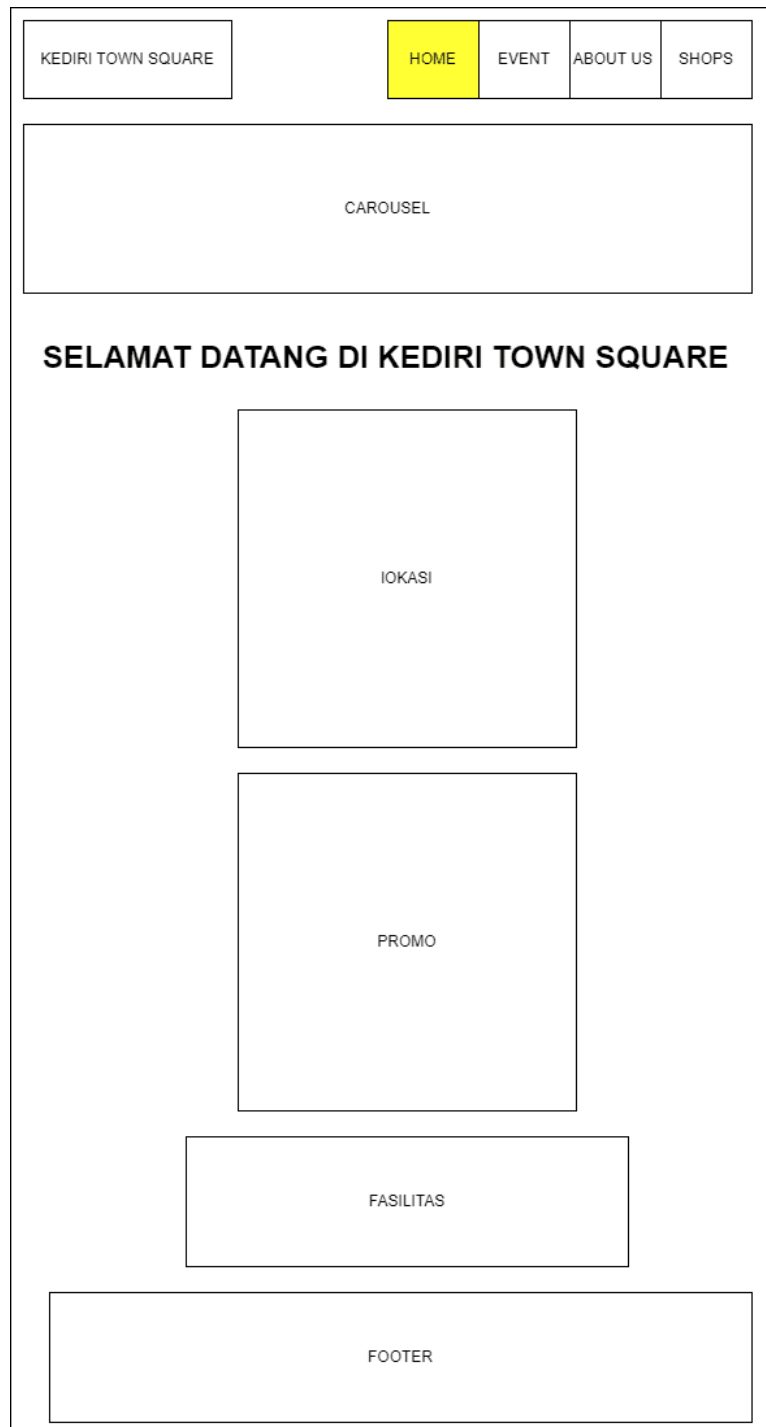 KEDIRI TOWN SQUARE
HOME
EVENT
ABOUT US
SHOPS
CAROUSEL
SELAMAT DATANG DI KEDIRI TOWN SQUARE
lOKASI
PROMO
FASILITAS
FOOTER